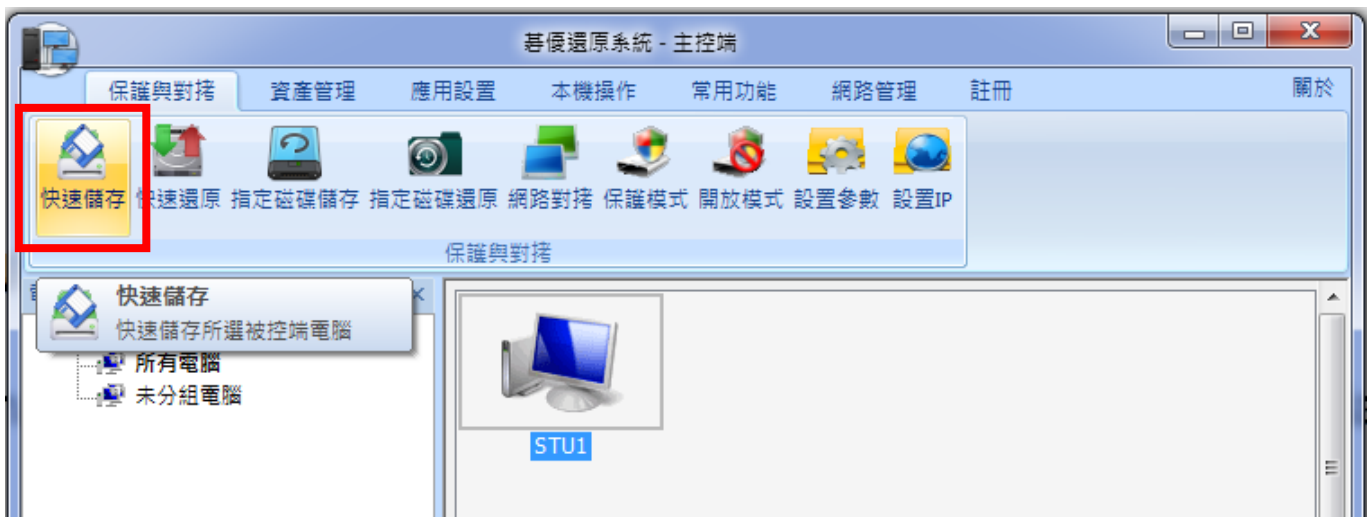 碁優還原系統 - 主控端
保護與對接 資產管理 應用設置 本機操作 常用功能 網路管理 註冊 關於
快速儲存 快速還原 指定磁碟儲存 指定磁碟還原 網路對接 保護模式 開放模式 設置參數 設置IP
保護與對接
快速儲存
快速儲存所選被控端電腦
所有電腦
未分組電腦
STU1